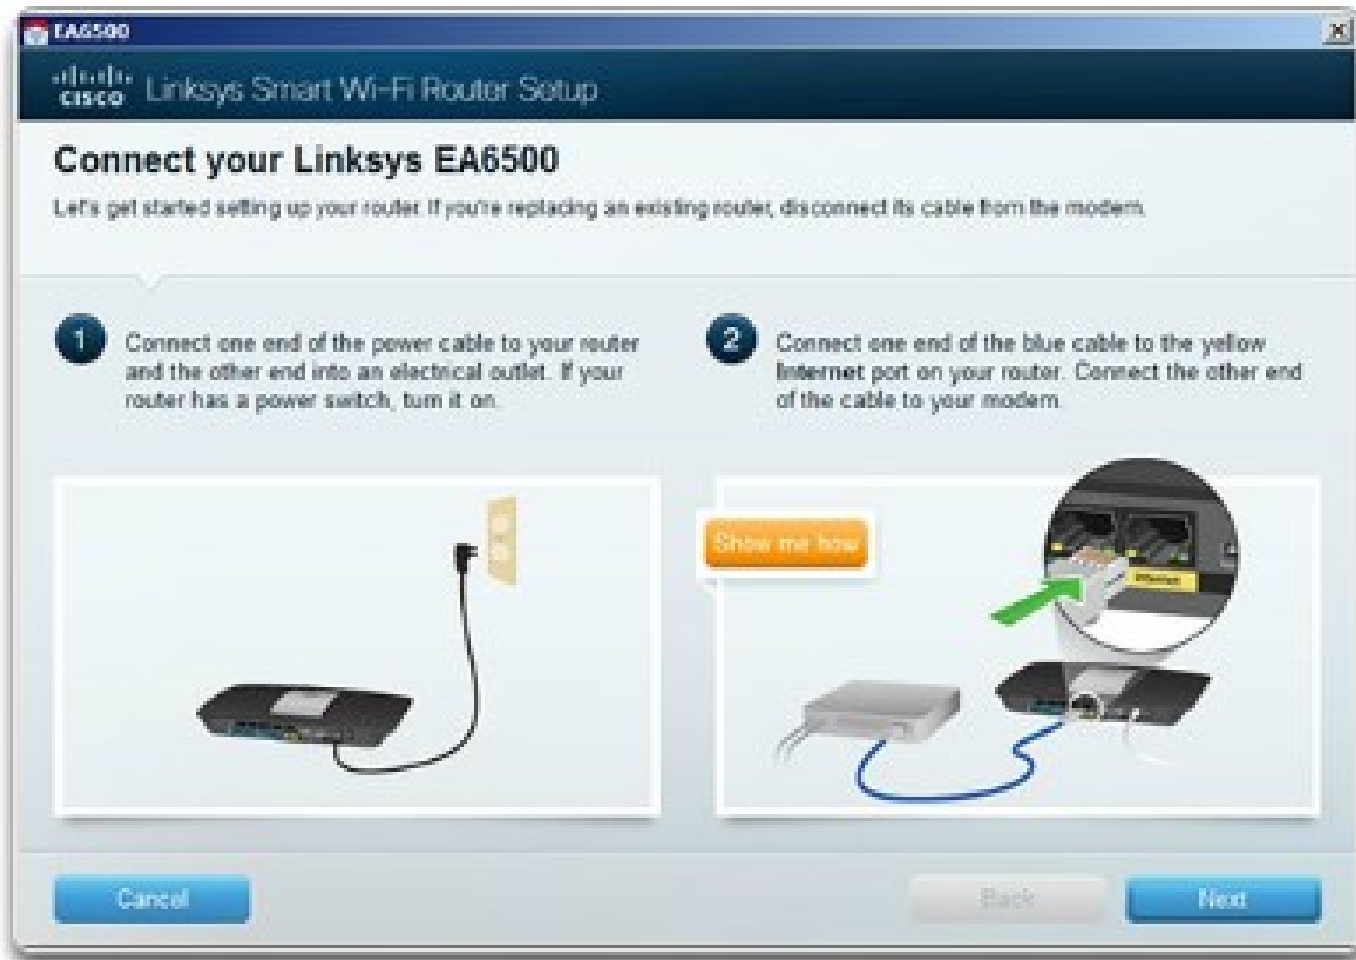 EA6500
CISCO Linksys Smart Wi-Fi Router Setup
Connect your Linksys EA6500
Let's get started setting up your router. If you're replacing an existing router, disconnect its cable from the modem.
1
Connect one end of the power cable to your router
and the other end into an electrical outlet. If your
router has a power switch, turn it on.
2
Connect one end of the blue cable to the yellow
Internet port on your router. Connect the other end
of the cable to your modem.
Show me how
Internet
Cancel
Back
Next